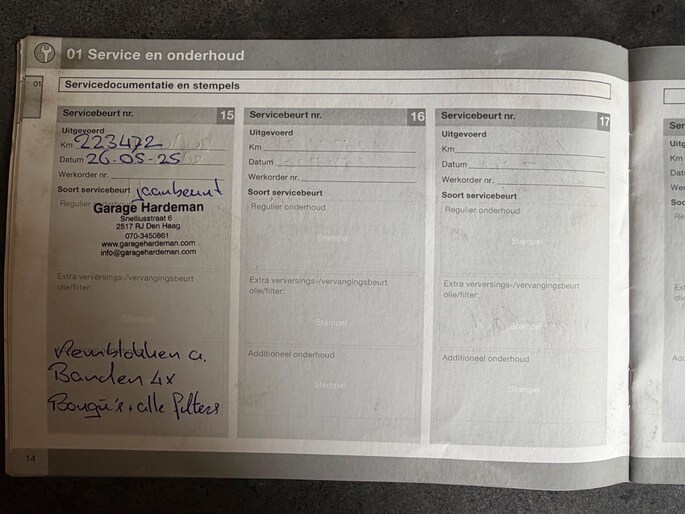 01 Service en onderhoud
01
Servicedocumentatie en stempels
Servicebeurt nr. 15
Uitgevoerd
Km 223472
Datum 26-05-25
Werkorder nr.
Soort servicebeurt jaarbeurt
Regulier onderhoud
Garage Hardeman
Snelliusstraat 6
2517 RJ Den Haag
070-3450861
www.garagehardeman.com
info@garagehardeman.com
Extra verversings-/vervangingsbeurt
olie/filter:
Stempel
Remblokken a.
Banden 4x
Bougie's + alle filters
Servicebeurt nr. 16
Uitgevoerd
Km
Datum
Werkorder nr.
Soort servicebeurt
Regulier onderhoud
Stempel
Extra verversings-/vervangingsbeurt
olie/filter:
Stempel
Additioneel onderhoud
Stempel
Servicebeurt nr. 17
Uitgevoerd
Km
Datum
Werkorder nr.
Soort servicebeurt
Regulier onderhoud
Stempel
Extra verversings-/vervangingsbeurt
olie/filter:
Stempel
Additioneel onderhoud
Stempel
14